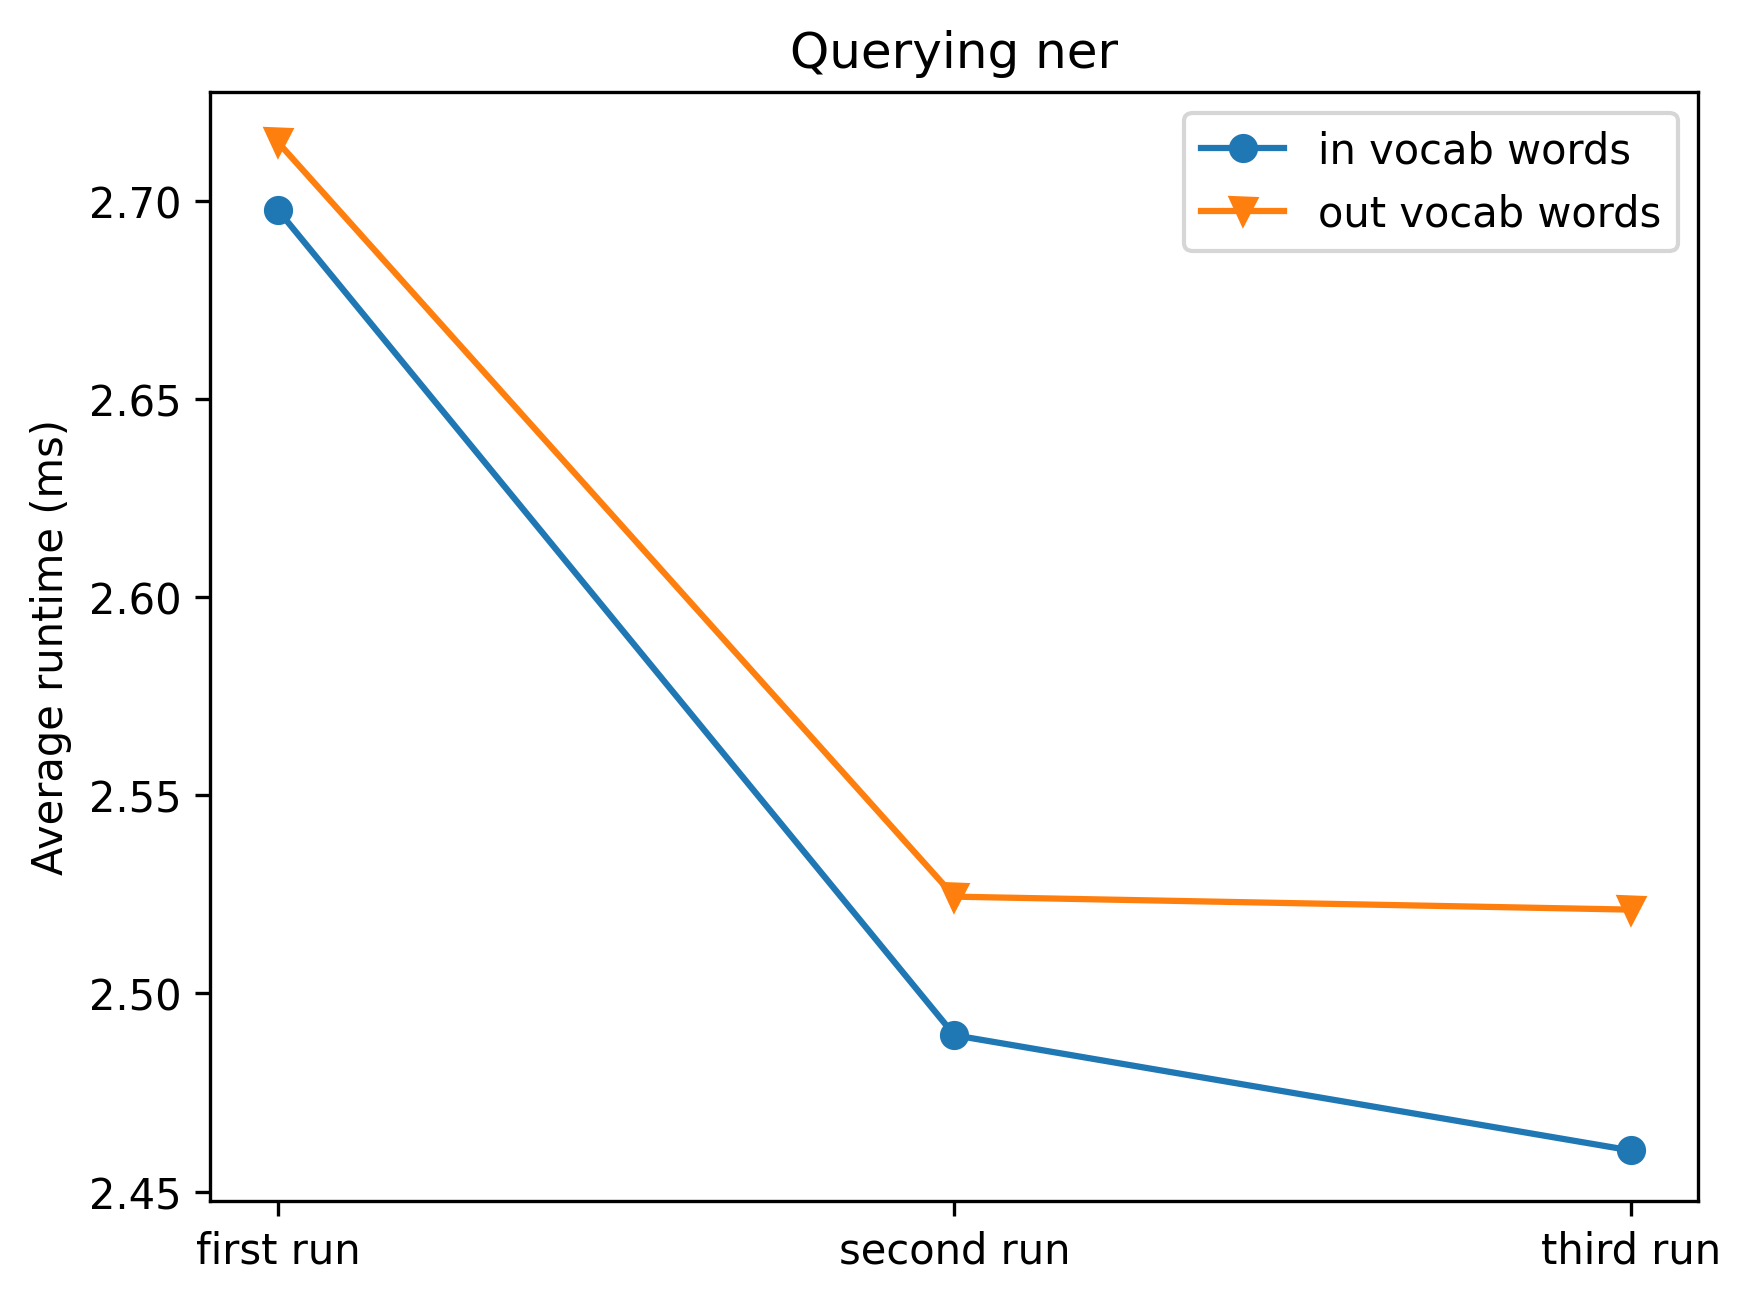 Querying ner
in vocab words
out vocab words
Average runtime (ms)
2.70
2.65
2.60
2.55
2.50
2.45
first run
second run
third run